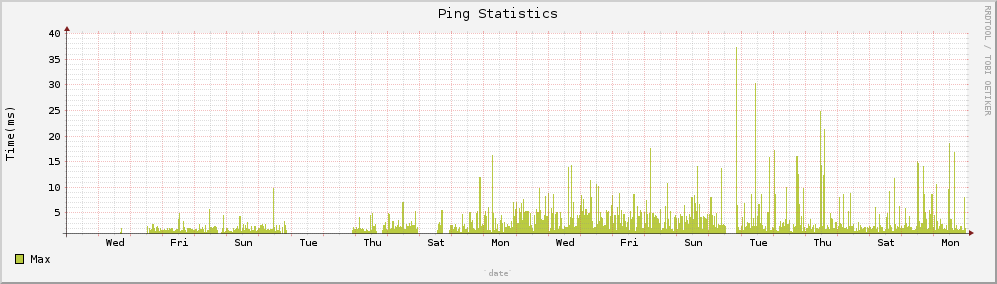 Ping Statistics
RRDTOOL / TOBI OETIKER
Time(ms)
40
35
30
25
20
15
10
5
Wed Fri Sun Tue Thu Sat Mon Wed Fri Sun Tue Thu Sat Mon
Max
`date`